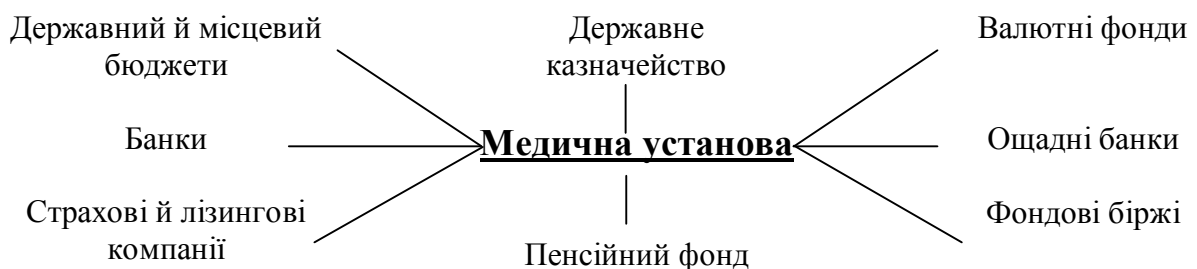 Державний й місцевий
бюджети
Державне
казначейство
Валютні фонди
Банки
Медична установа
Ощадні банки
Страхові й лізингові
компанії
Пенсійний фонд
Фондові біржі